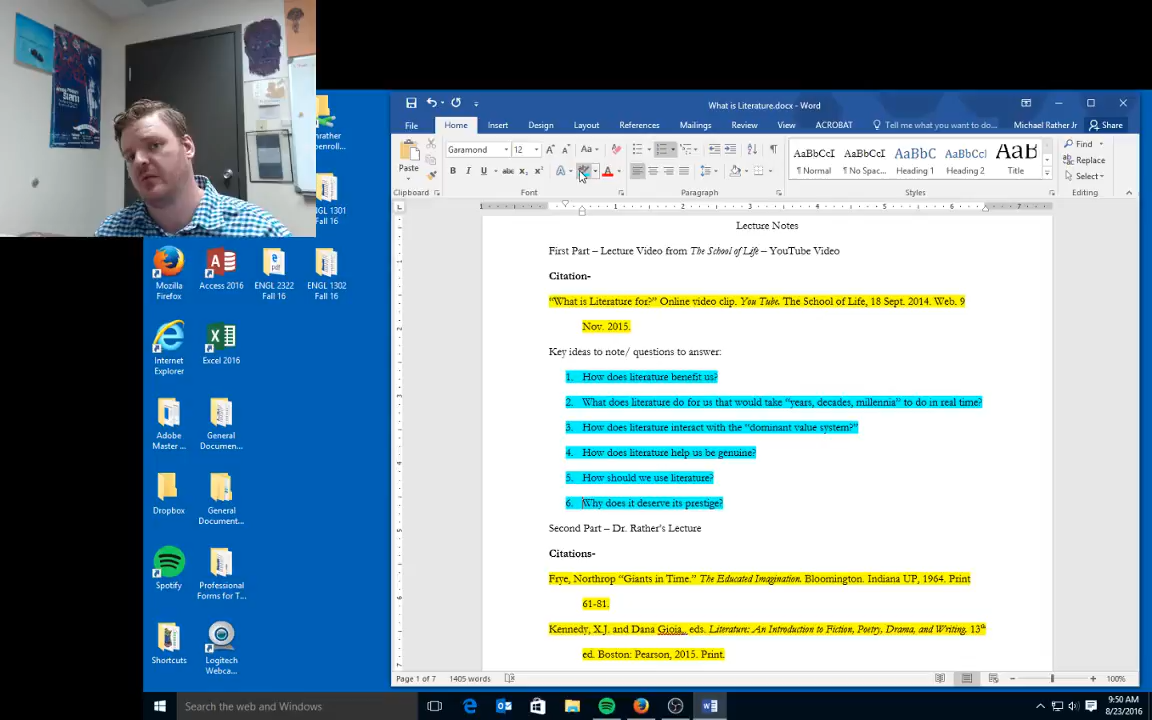 What is Literature.docx - Word
File Home Insert Design Layout References Mailings Review View ACROBAT Tell me what you want to do... Michael Rather Jr Share
Garamond 12
Paste
AaBbCcI AaBbCcI AaBbC AaBbCcI AaB
¶ Normal ¶ No Spac... Heading 1 Heading 2 Title
Find
Replace
Select
Clipboard Font Paragraph Styles Editing
Lecture Notes
First Part – Lecture Video from The School of Life – YouTube Video
Citation-
“What is Literature for?” Online video clip. You Tube. The School of Life, 18 Sept. 2014. Web. 9
Nov. 2015.
Key ideas to note/ questions to answer:
1. How does literature benefit us?
2. What does literature do for us that would take “years, decades, millennia” to do in real time?
3. How does literature interact with the “dominant value system?”
4. How does literature help us be genuine?
5. How should we use literature?
6. Why does it deserve its prestige?
Second Part – Dr. Rather's Lecture
Citations-
Frye, Northrop “Giants in Time.” The Educated Imagination. Bloomington. Indiana UP, 1964. Print
61-81.
Kennedy, X.J. and Dana Gioia, eds. Literature: An Introduction to Fiction, Poetry, Drama, and Writing. 13th
ed. Boston: Pearson, 2015. Print.
Page 1 of 7 1405 words 100%
ENGL 1301
Fall 16
Mozilla
Firefox
Access 2016
ENGL 2322
Fall 16
ENGL 1302
Fall 16
Internet
Explorer
Excel 2016
Adobe
Master ...
General
Documen...
Dropbox
General
Documen...
Spotify
Professional
Forms for T...
Shortcuts
Logitech
Webca...
Search the web and Windows
9:50 AM
8/23/2016